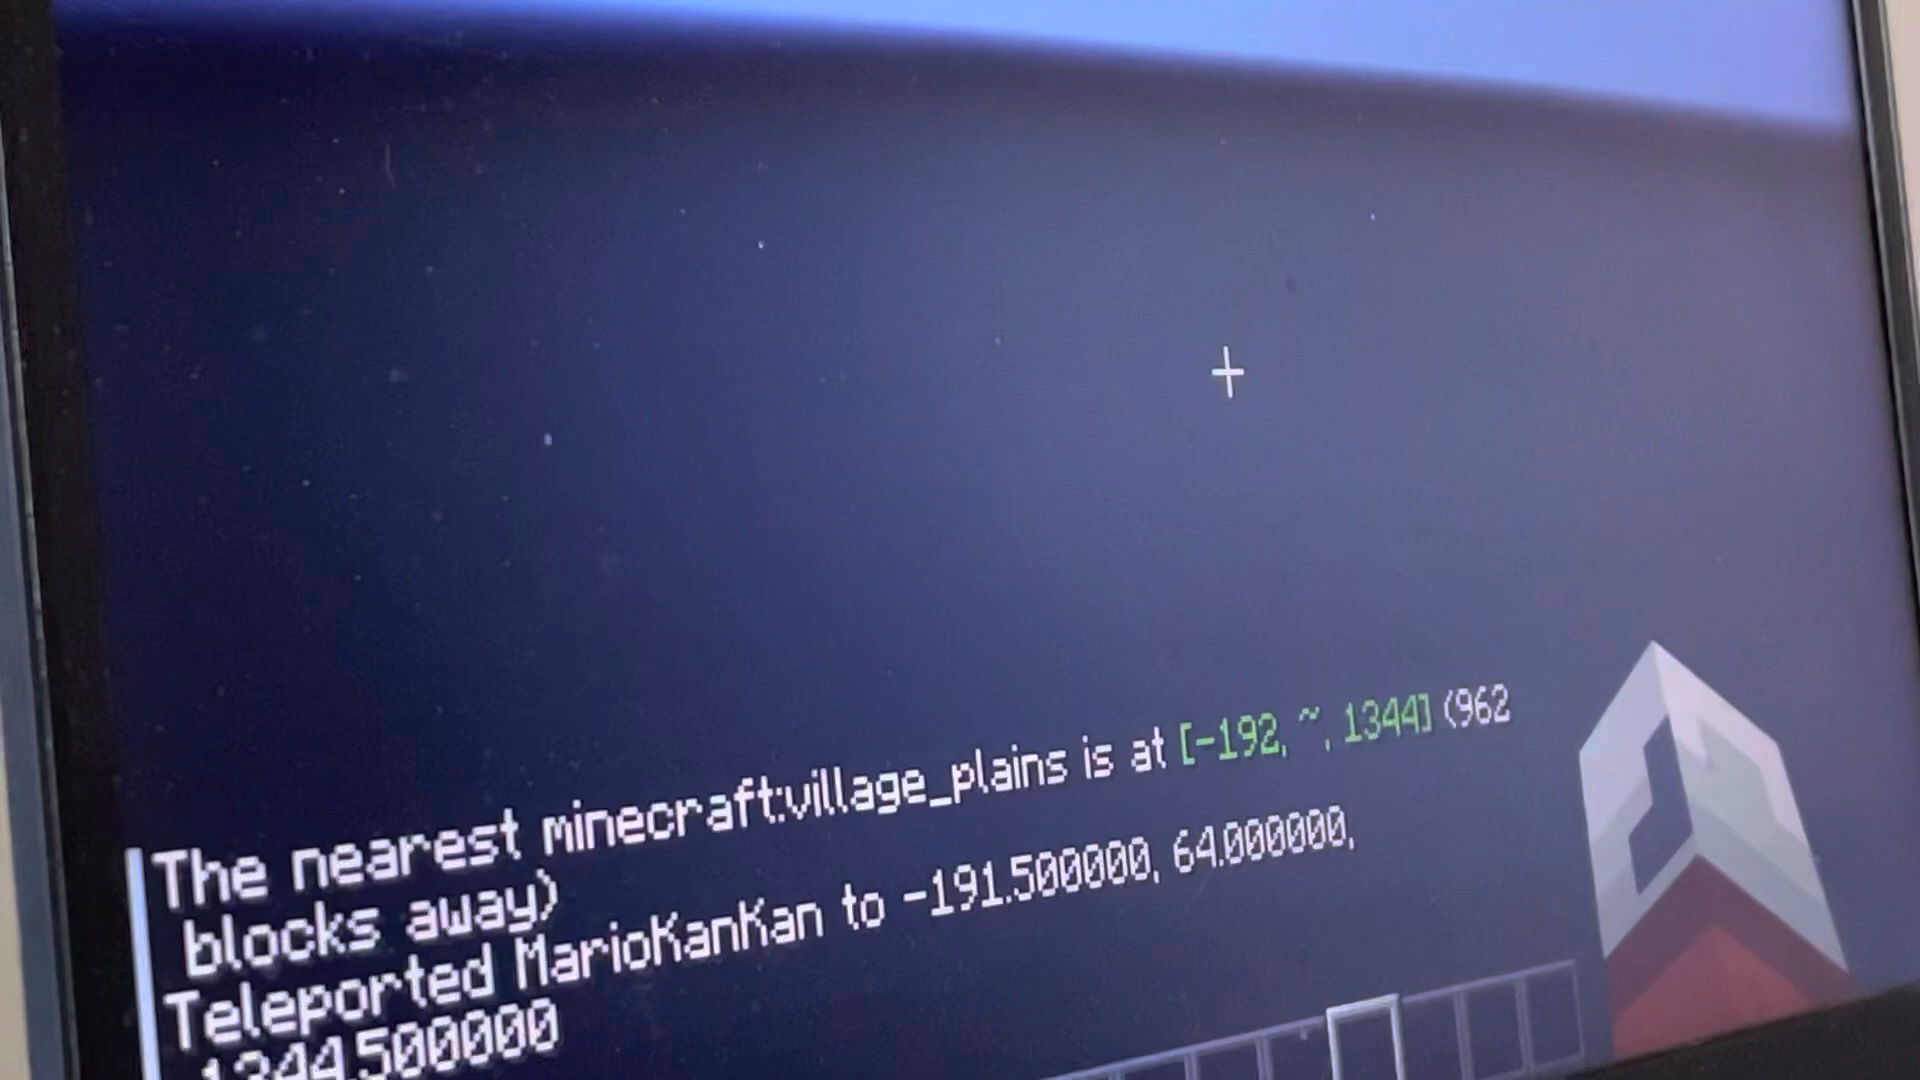 The nearest minecraft:village_plains is at [-192, ~, 1344] (962
blocks away)
Teleported MarioKanKan to -191.500000, 64.000000,
1344.500000